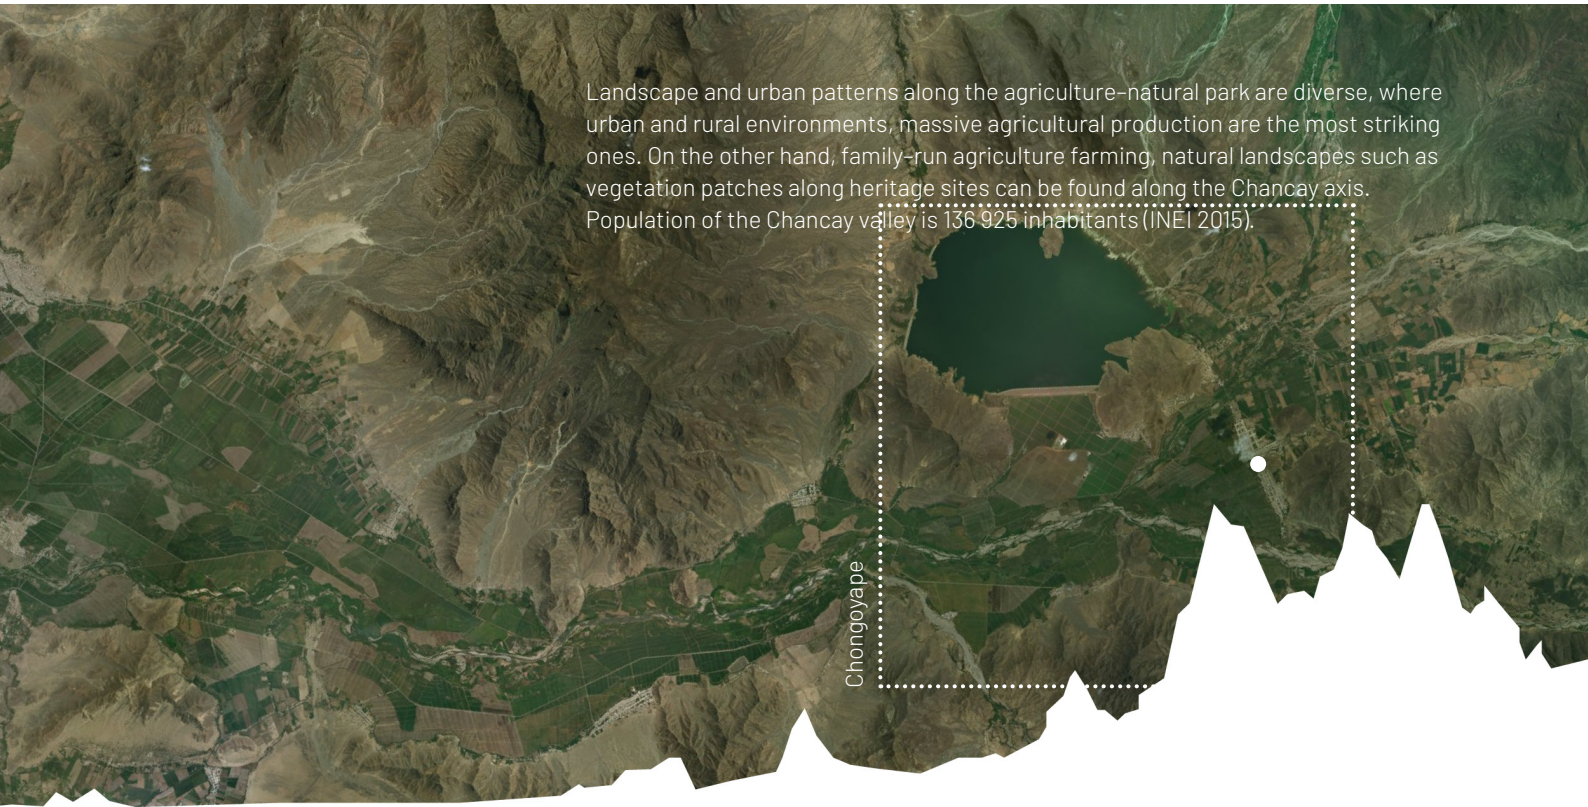 Landscape and urban patterns along the agriculture-natural park are diverse, where
urban and rural environments, massive agricultural production are the most striking
ones. On the other hand, family-run agriculture farming, natural landscapes such as
vegetation patches along heritage sites can be found along the Chancay axis.
Population of the Chancay valley is 136 925 inhabitants (INEI 2015).
Chongoyape